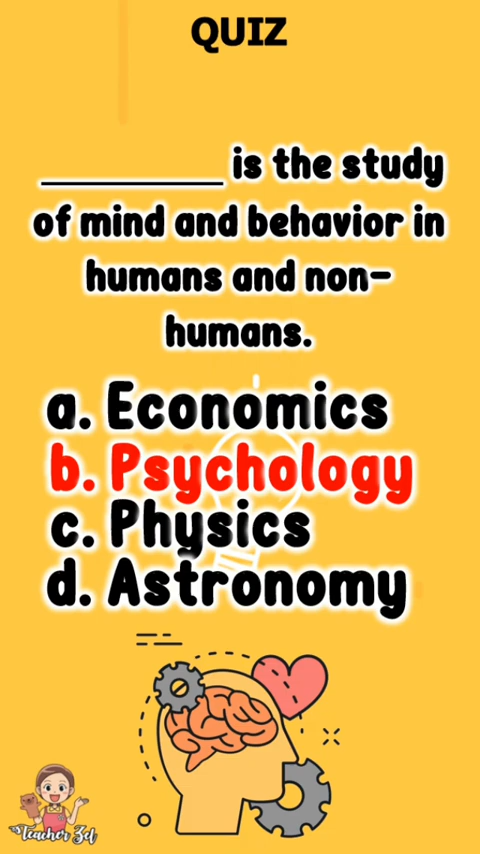 QUIZ
__________ is the study
of mind and behavior in
humans and non-
humans.
a. Economics
b. Psychology
c. Physics
d. Astronomy
Teacher Zel